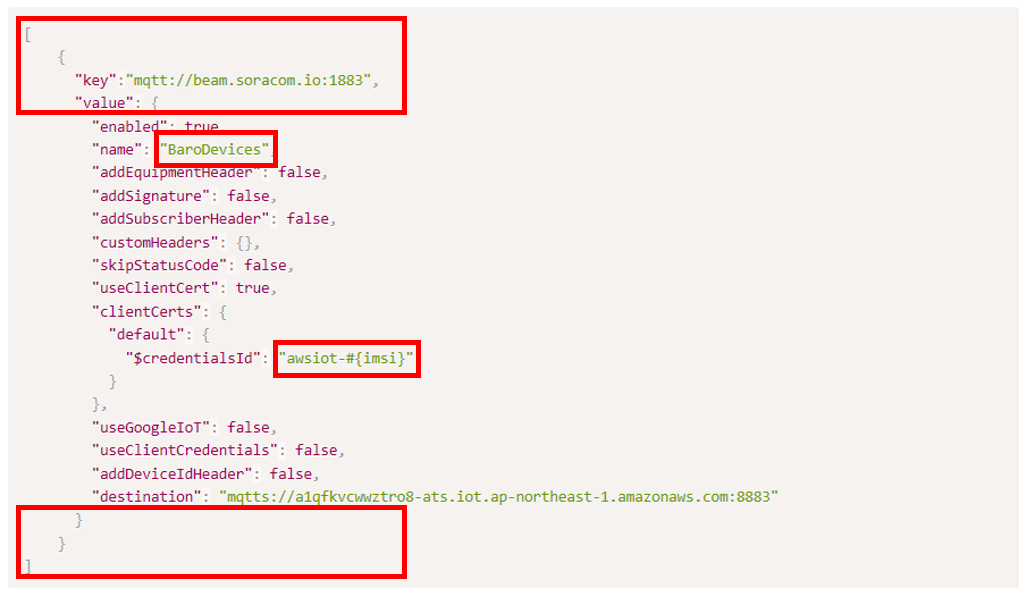 [
{
"key":"mqtt://beam.soracom.io:1883",
"value": {
"enabled": true,
"name": "BaroDevices",
"addEquipmentHeader": false,
"addSignature": false,
"addSubscriberHeader": false,
"customHeaders": {},
"skipStatusCode": false,
"useClientCert": true,
"clientCerts": {
"default": {
"$credentialsId": "awsiot-#{imsi}"
}
},
"useGoogleIoT": false,
"useClientCredentials": false,
"addDeviceIdHeader": false,
"destination": "mqtts://a1qfkvcwwztro8-ats.iot.ap-northeast-1.amazonaws.com:8883"
}
}
]